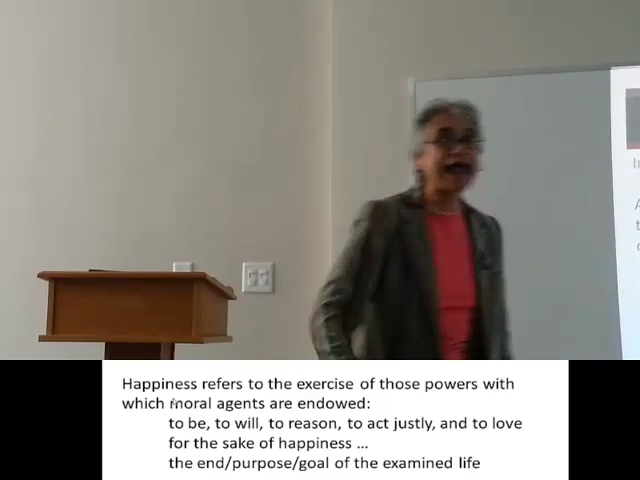 Happiness refers to the exercise of those powers with
which moral agents are endowed:
to be, to will, to reason, to act justly, and to love
for the sake of happiness ...
the end/purpose/goal of the examined life